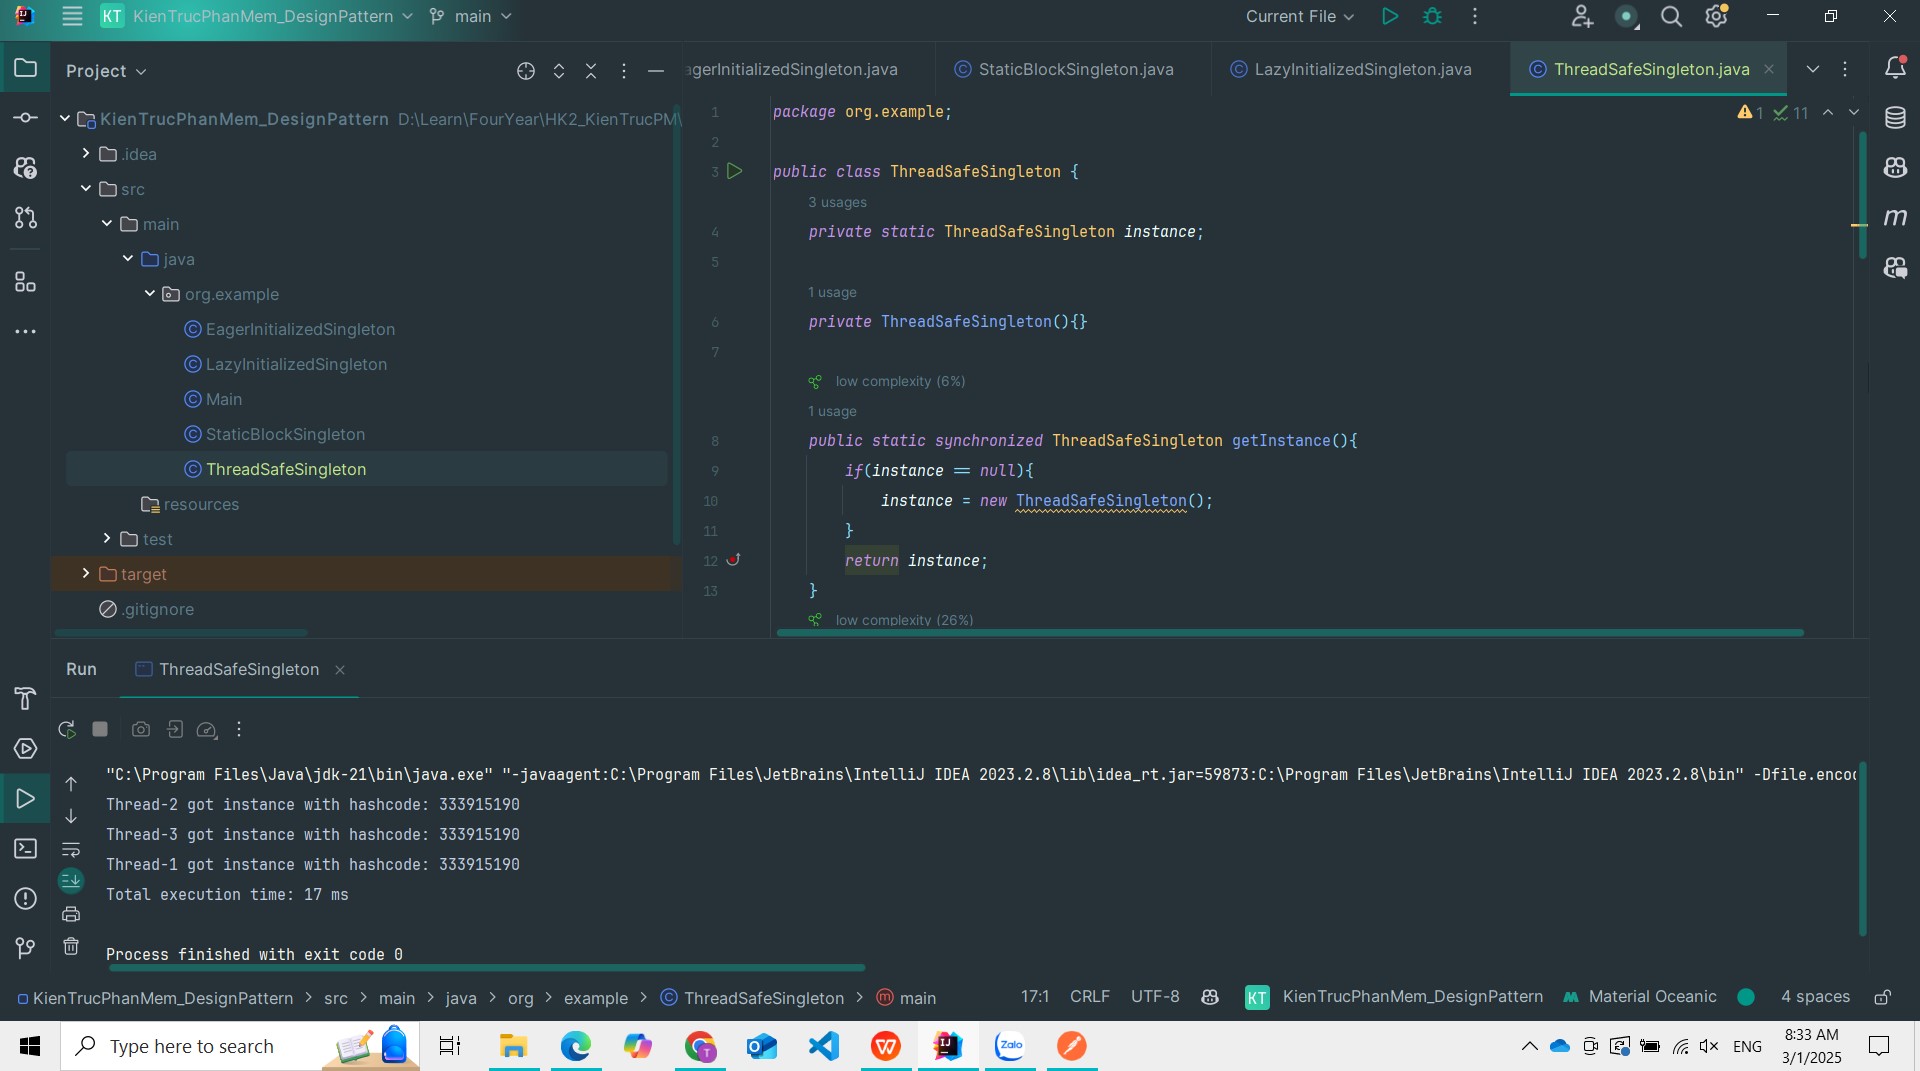 KT KienTrucPhanMem_DesignPattern main Current File
Project
KienTrucPhanMem_DesignPattern D:\Learn\FourYear\HK2_KienTrucPM\
.idea
src
main
java
org.example
EagerInitializedSingleton
LazyInitializedSingleton
Main
StaticBlockSingleton
ThreadSafeSingleton
resources
test
target
.gitignore
agerInitializedSingleton.java StaticBlockSingleton.java LazyInitializedSingleton.java ThreadSafeSingleton.java
1 11
1 package org.example;
2
3 public class ThreadSafeSingleton {
3 usages
4 private static ThreadSafeSingleton instance;
5
1 usage
6 private ThreadSafeSingleton(){}
7
low complexity (6%)
1 usage
8 public static synchronized ThreadSafeSingleton getInstance(){
9 if(instance == null){
10 instance = new ThreadSafeSingleton();
11 }
12 return instance;
13 }
low complexity (26%)
Run ThreadSafeSingleton
"C:\Program Files\Java\jdk-21\bin\java.exe" "-javaagent:C:\Program Files\JetBrains\IntelliJ IDEA 2023.2.8\lib\idea_rt.jar=59873:C:\Program Files\JetBrains\IntelliJ IDEA 2023.2.8\bin" -Dfile.enco
Thread-2 got instance with hashcode: 333915190
Thread-3 got instance with hashcode: 333915190
Thread-1 got instance with hashcode: 333915190
Total execution time: 17 ms
Process finished with exit code 0
KienTrucPhanMem_DesignPattern > src > main > java > org > example > ThreadSafeSingleton > main 17:1 CRLF UTF-8 KT KienTrucPhanMem_DesignPattern Material Oceanic 4 spaces
Type here to search Zalo ENG 8:33 AM
3/1/2025